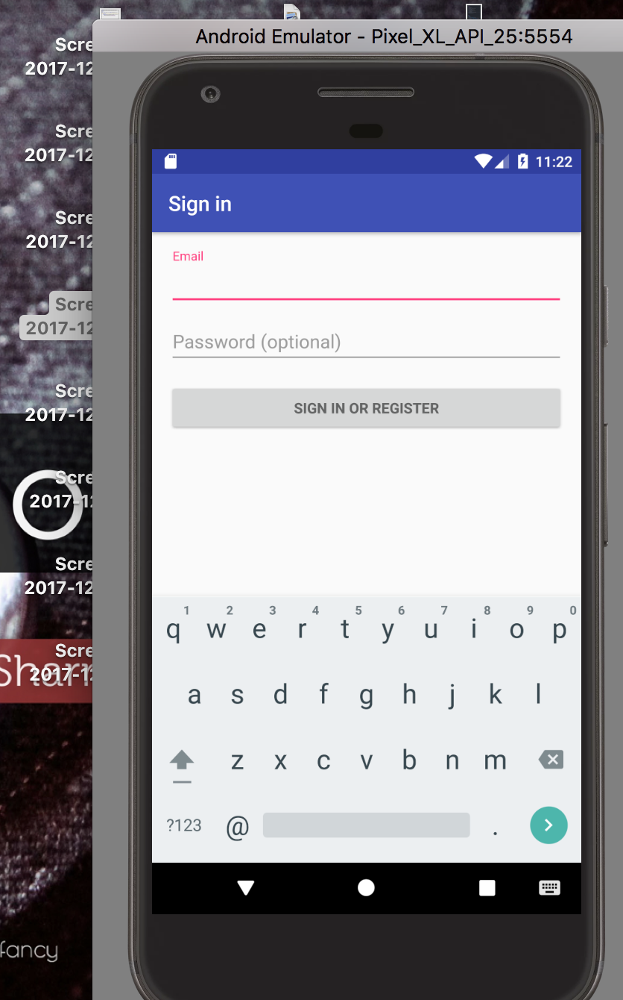 Android Emulator - Pixel_XL_API_25:5554
Scre
2017-12
Scre
2017-12
Scre
2017-12
Scre
2017-12
Scre
2017-12
Scre
2017-12
Scre
2017-12
Scre
2017-12
Shar
fancy
11:22
Sign in
Email
Password (optional)
SIGN IN OR REGISTER
1 2 3 4 5 6 7 8 9 0
q w e r t y u i o p
a s d f g h j k l
z x c v b n m
?123 @ .